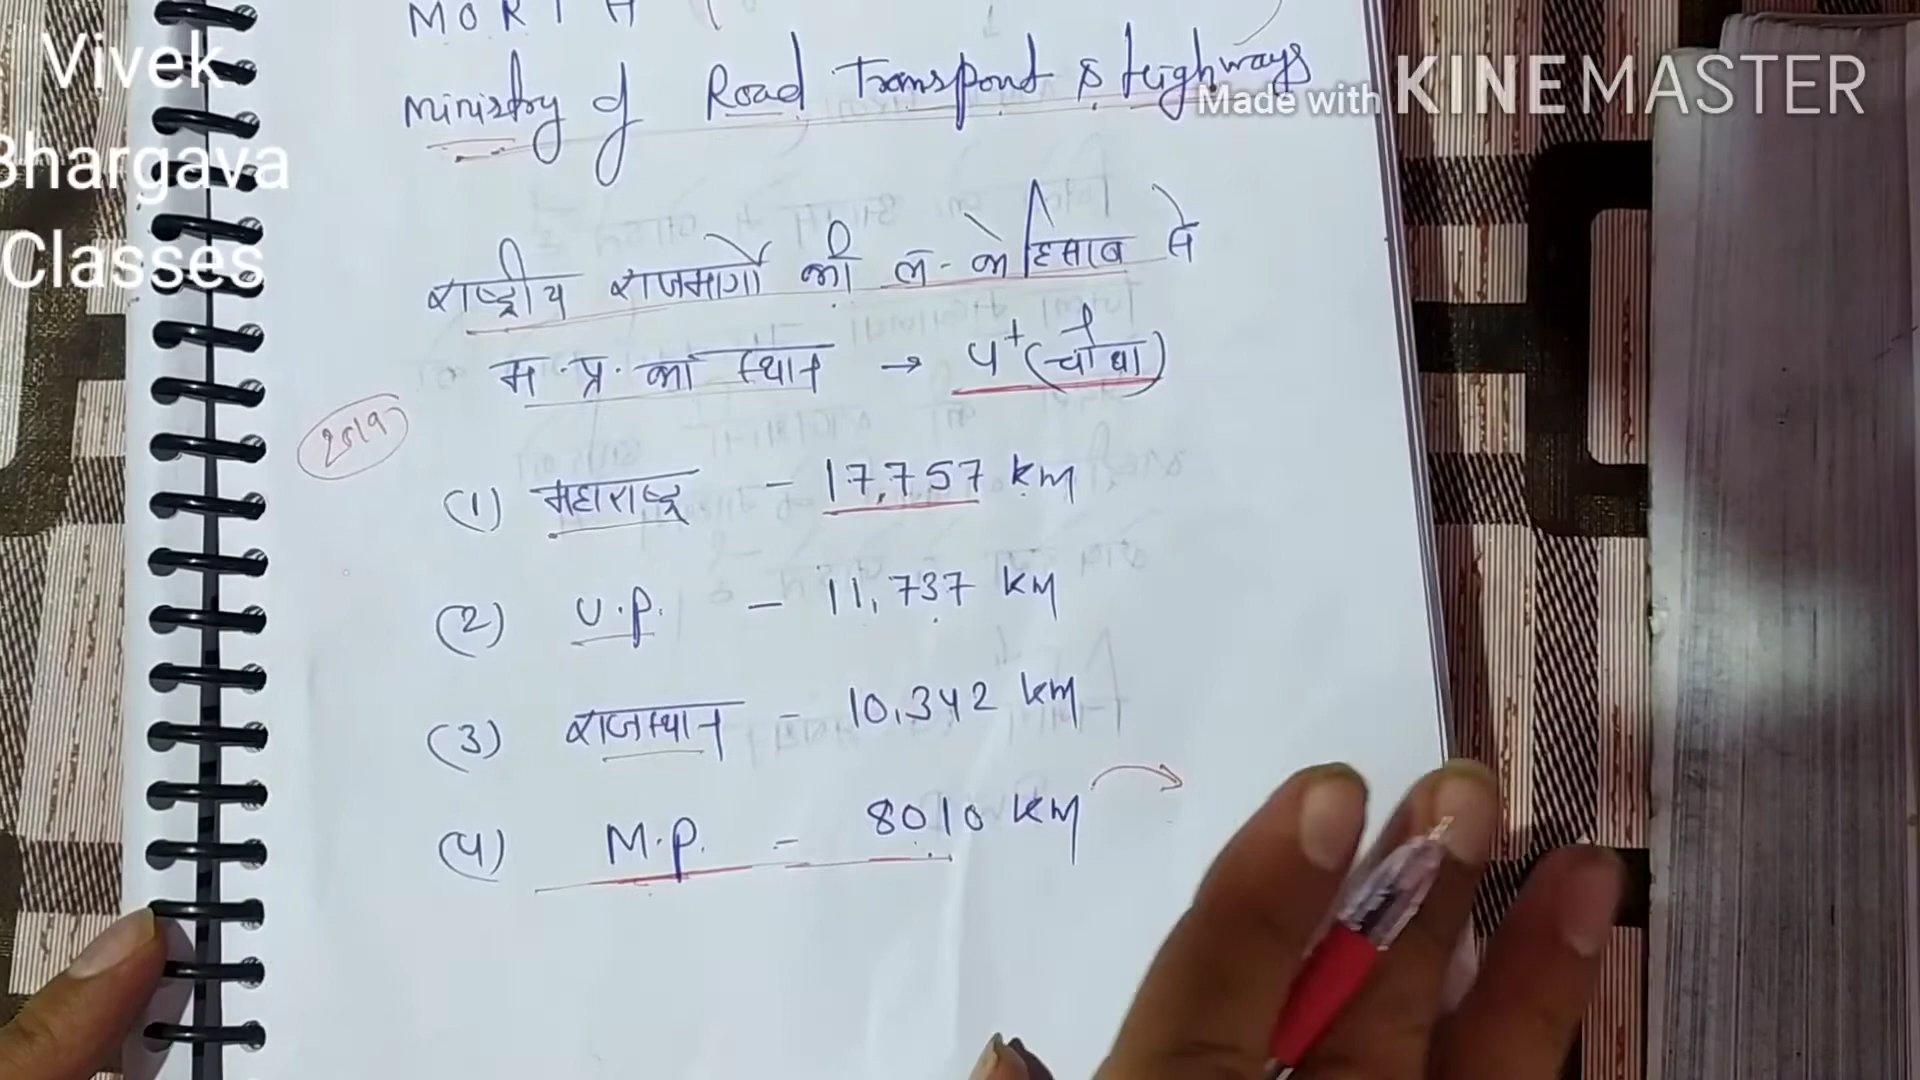 MORTH
Ministry of Road Transport & Highways
Made with KINEMASTER
Vivek
Bhargava
Classes
राष्ट्रीय राजमार्गो की ल. के हिसाब से
म.प्र. का स्थान → 4th (चौथा)
2019
(1) महाराष्ट्र - 17,757 km
(2) U.P. - 11,737 KM
(3) राजस्थान - 10,342 km
(4) M.P. - 8010 KM